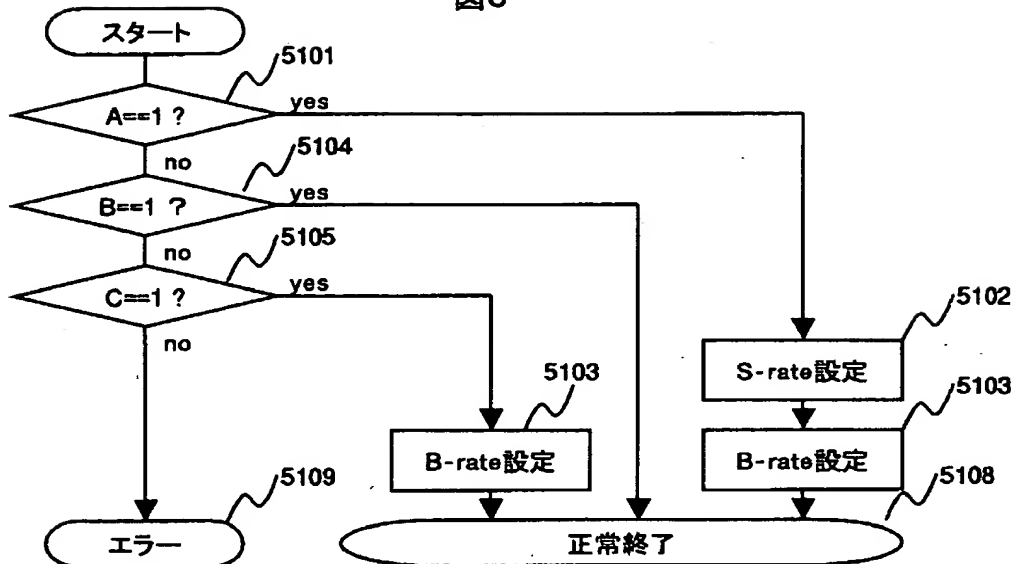 スタート
5101
A==1 ?
yes
no
5104
B==1 ?
yes
no
5105
C==1 ?
yes
no
5102
S-rate設定
5103
B-rate設定
5103
B-rate設定
5109
エラー
5108
正常終了